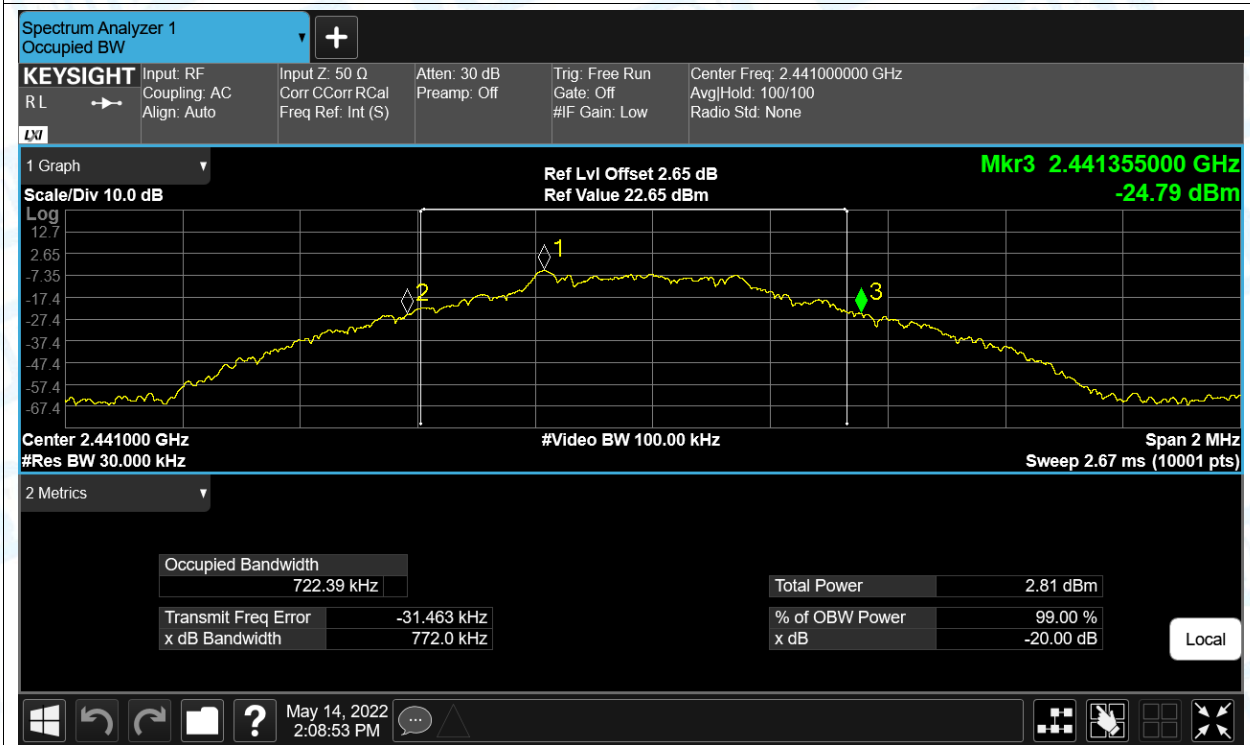 Spectrum Analyzer 1
Occupied BW
KEYSIGHT
R L
LXI
Input: RF
Coupling: AC
Align: Auto
Input Z: 50 Ω
Corr CCorr RCal
Freq Ref: Int (S)
Atten: 30 dB
Preamp: Off
Trig: Free Run
Gate: Off
#IF Gain: Low
Center Freq: 2.441000000 GHz
Avg|Hold: 100/100
Radio Std: None
1 Graph
Scale/Div 10.0 dB
Ref Lvl Offset 2.65 dB
Ref Value 22.65 dBm
Mkr3 2.441355000 GHz
-24.79 dBm
Log
12.7
2.65
-7.35
-17.4
-27.4
-37.4
-47.4
-57.4
-67.4
1
2
3
Center 2.441000 GHz
#Video BW 100.00 kHz
Span 2 MHz
#Res BW 30.000 kHz
Sweep 2.67 ms (10001 pts)
2 Metrics
Occupied Bandwidth
722.39 kHz
Transmit Freq Error -31.463 kHz
x dB Bandwidth 772.0 kHz
Total Power 2.81 dBm
% of OBW Power 99.00 %
x dB -20.00 dB
Local
?
May 14, 2022
2:08:53 PM